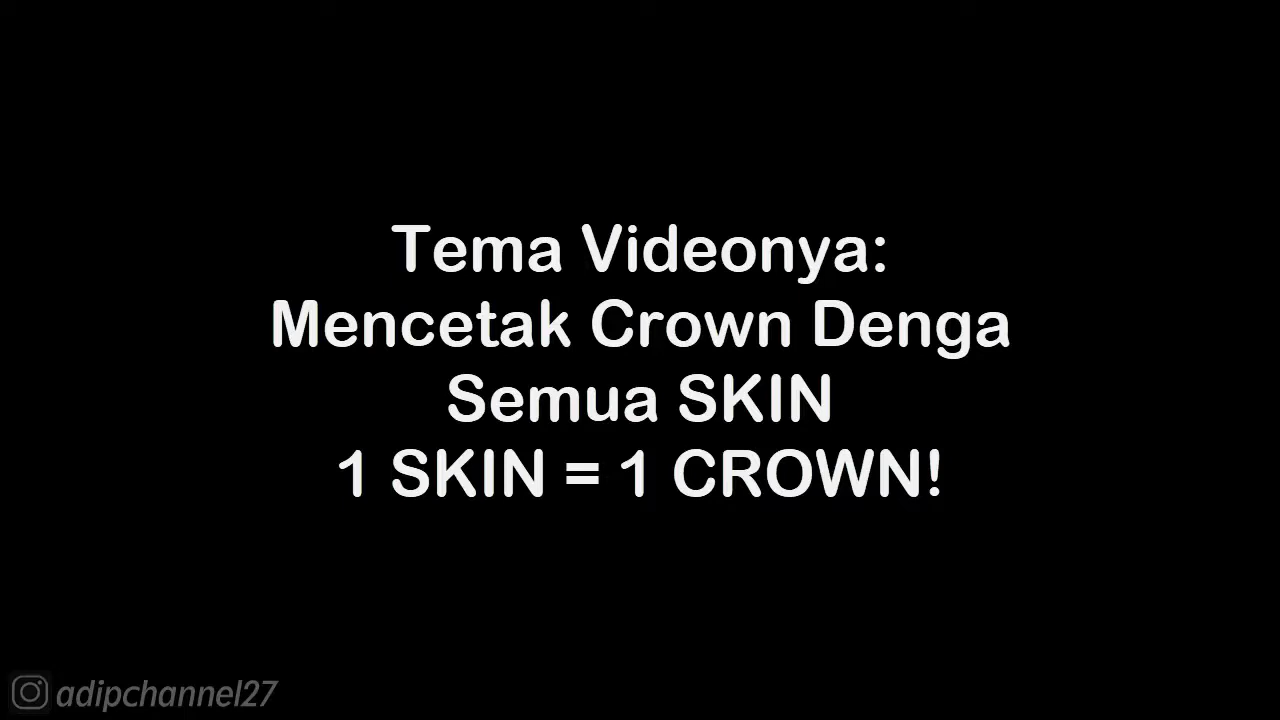 Tema Videonya:
Mencetak Crown Denga
Semua SKIN
1 SKIN = 1 CROWN!
adipchannel27